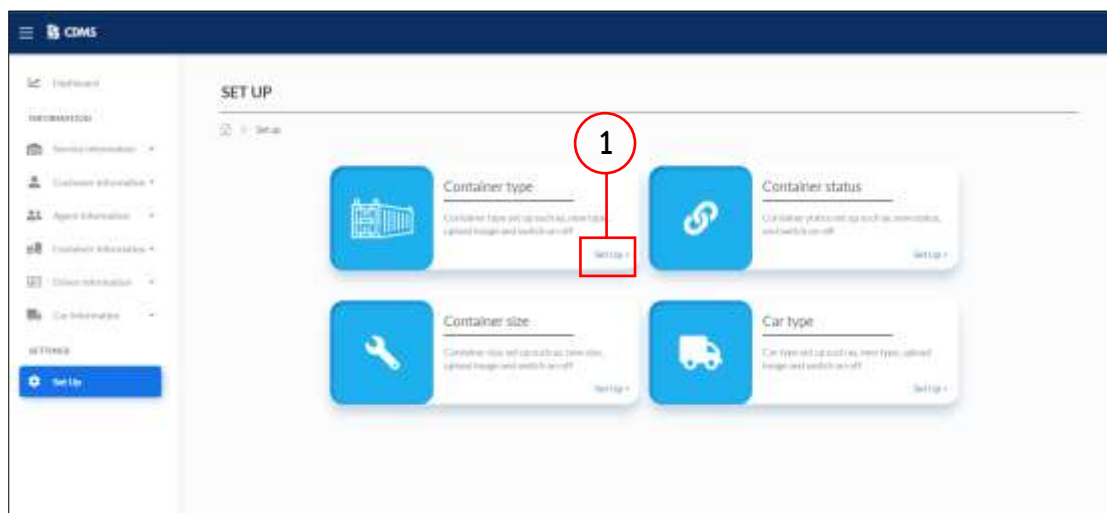 CDMS
Dashboard
INFORMATION
Service information
Customer information
Agent Information
Container Information
Driver Information
Car Information
SETTINGS
Set Up
SET UP
> Set up
1
Container type
Container type set up such as, new type,
upload image and switch on-off
Set Up >
Container status
Container status set up such as, new status,
and switch on-off
Set Up >
Container size
Container size set up such as, new size,
upload image and switch on-off
Set Up >
Car type
Car type set up such as, new type, upload
image and switch on-off
Set Up >